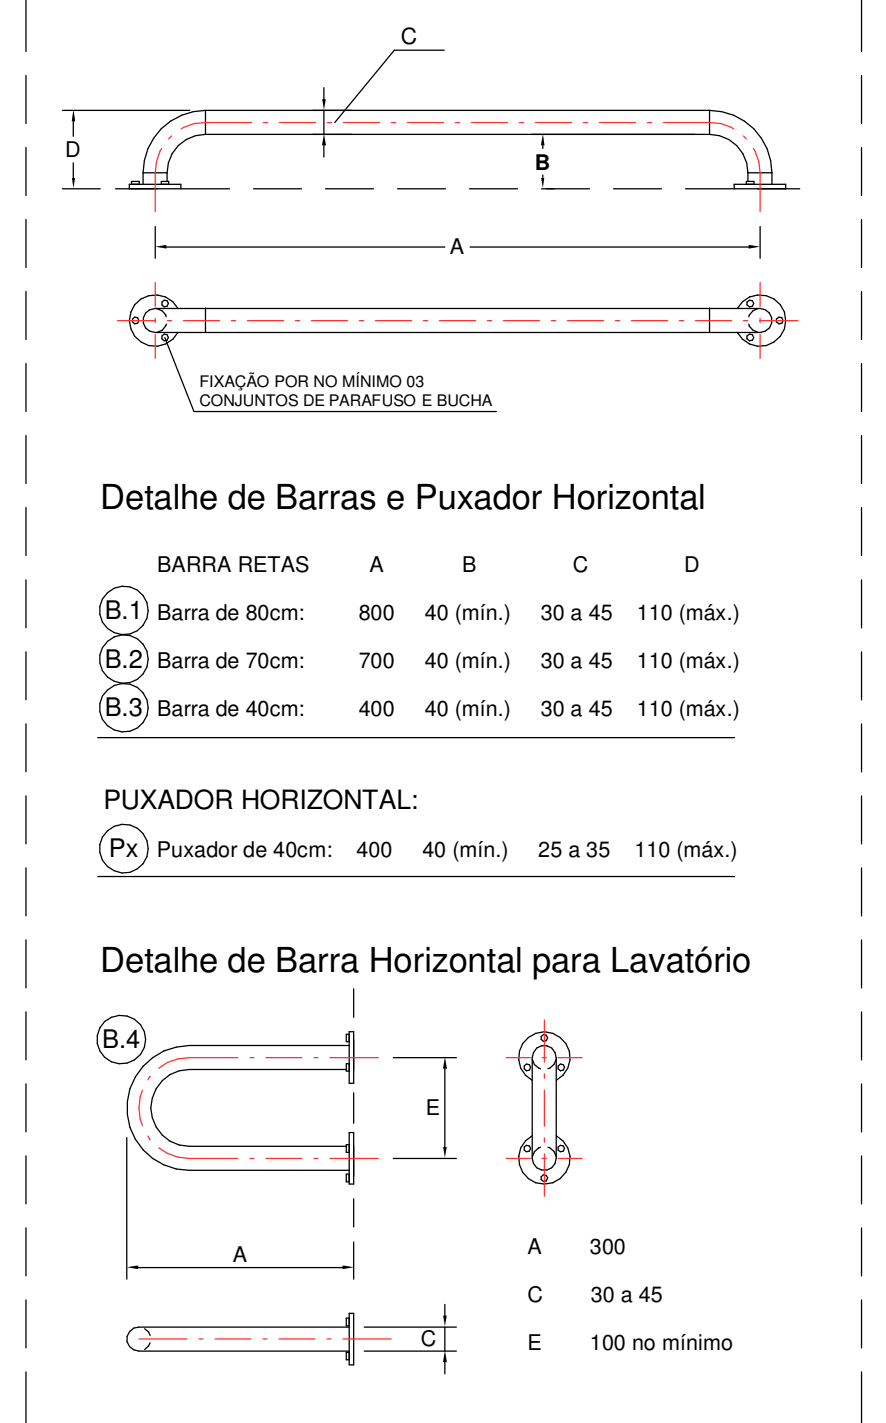 C
D
B
A
FIXAÇÃO POR NO MÍNIMO 03
CONJUNTOS DE PARAFUSO E BUCHA
Detalhe de Barras e Puxador Horizontal
BARRA RETAS A B C D
B.1 Barra de 80cm: 800 40 (mín.) 30 a 45 110 (máx.)
B.2 Barra de 70cm: 700 40 (mín.) 30 a 45 110 (máx.)
B.3 Barra de 40cm: 400 40 (mín.) 30 a 45 110 (máx.)
PUXADOR HORIZONTAL:
Px Puxador de 40cm: 400 40 (mín.) 25 a 35 110 (máx.)
Detalhe de Barra Horizontal para Lavatório
B.4
E
A
A 300
C 30 a 45
C
E 100 no mínimo